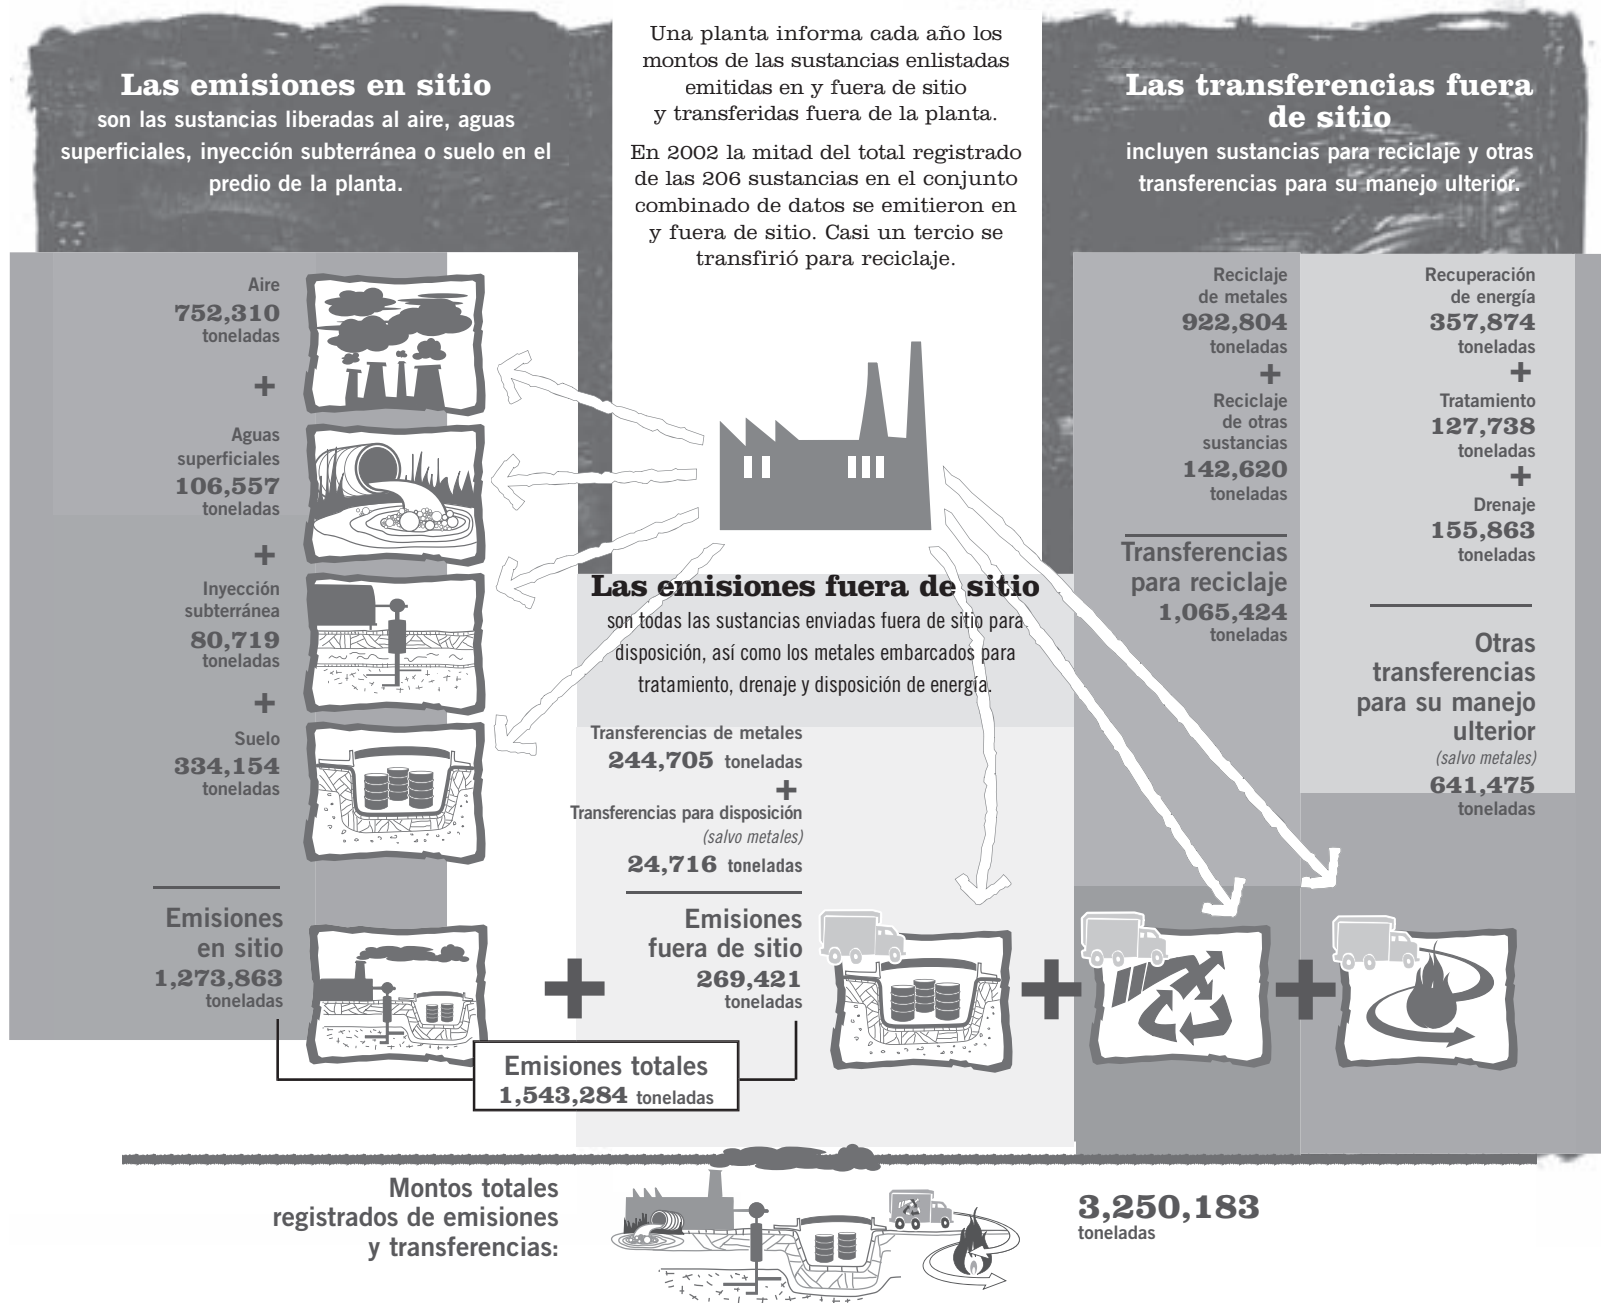 Las emisiones en sitio
son las sustancias liberadas al aire, aguas
superficiales, inyección subterránea o suelo en el
predio de la planta.
Una planta informa cada año los
montos de las sustancias enlistadas
emitidas en y fuera de sitio
y transferidas fuera de la planta.
En 2002 la mitad del total registrado
de las 206 sustancias en el conjunto
combinado de datos se emitieron en
y fuera de sitio. Casi un tercio se
transfirió para reciclaje.
Las transferencias fuera
de sitio
incluyen sustancias para reciclaje y otras
transferencias para su manejo ulterior.
Aire
752,310
toneladas
+
Aguas
superficiales
106,557
toneladas
+
Inyección
subterránea
80,719
toneladas
+
Suelo
334,154
toneladas
Emisiones
en sitio
1,273,863
toneladas
+
Las emisiones fuera de sitio
son todas las sustancias enviadas fuera de sitio para
disposición, así como los metales embarcados para
tratamiento, drenaje y disposición de energía.
Transferencias de metales
244,705 toneladas
+
Transferencias para disposición
(salvo metales)
24,716 toneladas
Emisiones
fuera de sitio
269,421
toneladas
Emisiones totales
1,543,284 toneladas
+
Reciclaje
de metales
922,804
toneladas
+
Reciclaje
de otras
sustancias
142,620
toneladas
Transferencias
para reciclaje
1,065,424
toneladas
+
Recuperación
de energía
357,874
toneladas
+
Tratamiento
127,738
toneladas
+
Drenaje
155,863
toneladas
Otras
transferencias
para su manejo
ulterior
(salvo metales)
641,475
toneladas
Montos totales
registrados de emisiones
y transferencias:
3,250,183
toneladas